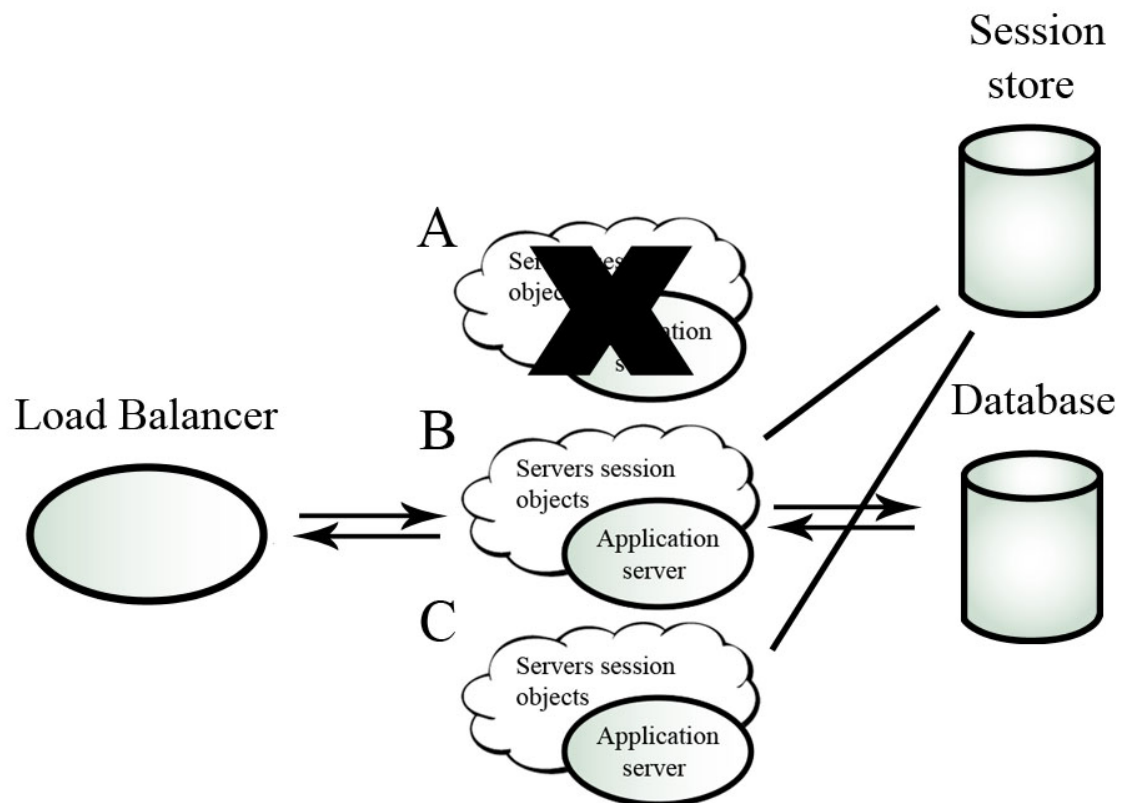 Session
store
A
Load Balancer
B
Servers session
objects
Application
server
Database
C
Servers session
objects
Application
server